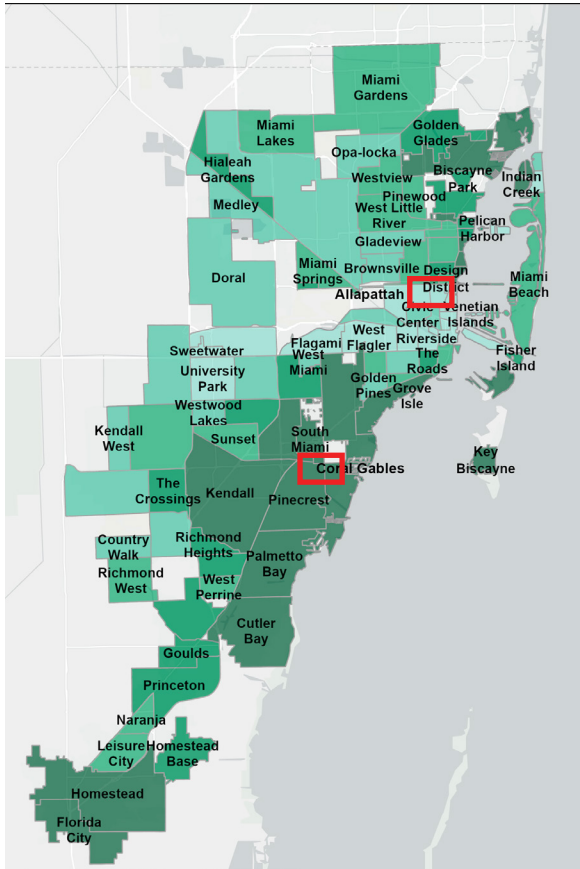 Miami
Gardens
Miami
Lakes
Golden
Glades
Opa-locka
Hialeah
Gardens
Biscayne
Park
Indian
Creek
Westview
Pinewood
Medley
West Little
River
Pelican
Harbor
Gladeview
Miami
Springs
Brownsville
Design
District
Doral
Miami
Beach
Allapattah
Civic
Center
Venetian
Islands
West
Flagler
Riverside
Flagami
Sweetwater
West
Miami
The
Roads
Fisher
Island
University
Park
Golden
Pines
Grove
Isle
Westwood
Lakes
Kendall
West
Sunset
South
Miami
Key
Biscayne
Coral Gables
The
Crossings
Kendall
Pinecrest
Country
Walk
Richmond
Heights
Richmond
West
Palmetto
Bay
West
Perrine
Cutler
Bay
Goulds
Princeton
Naranja
Leisure
City
Homestead
Base
Homestead
Florida
City